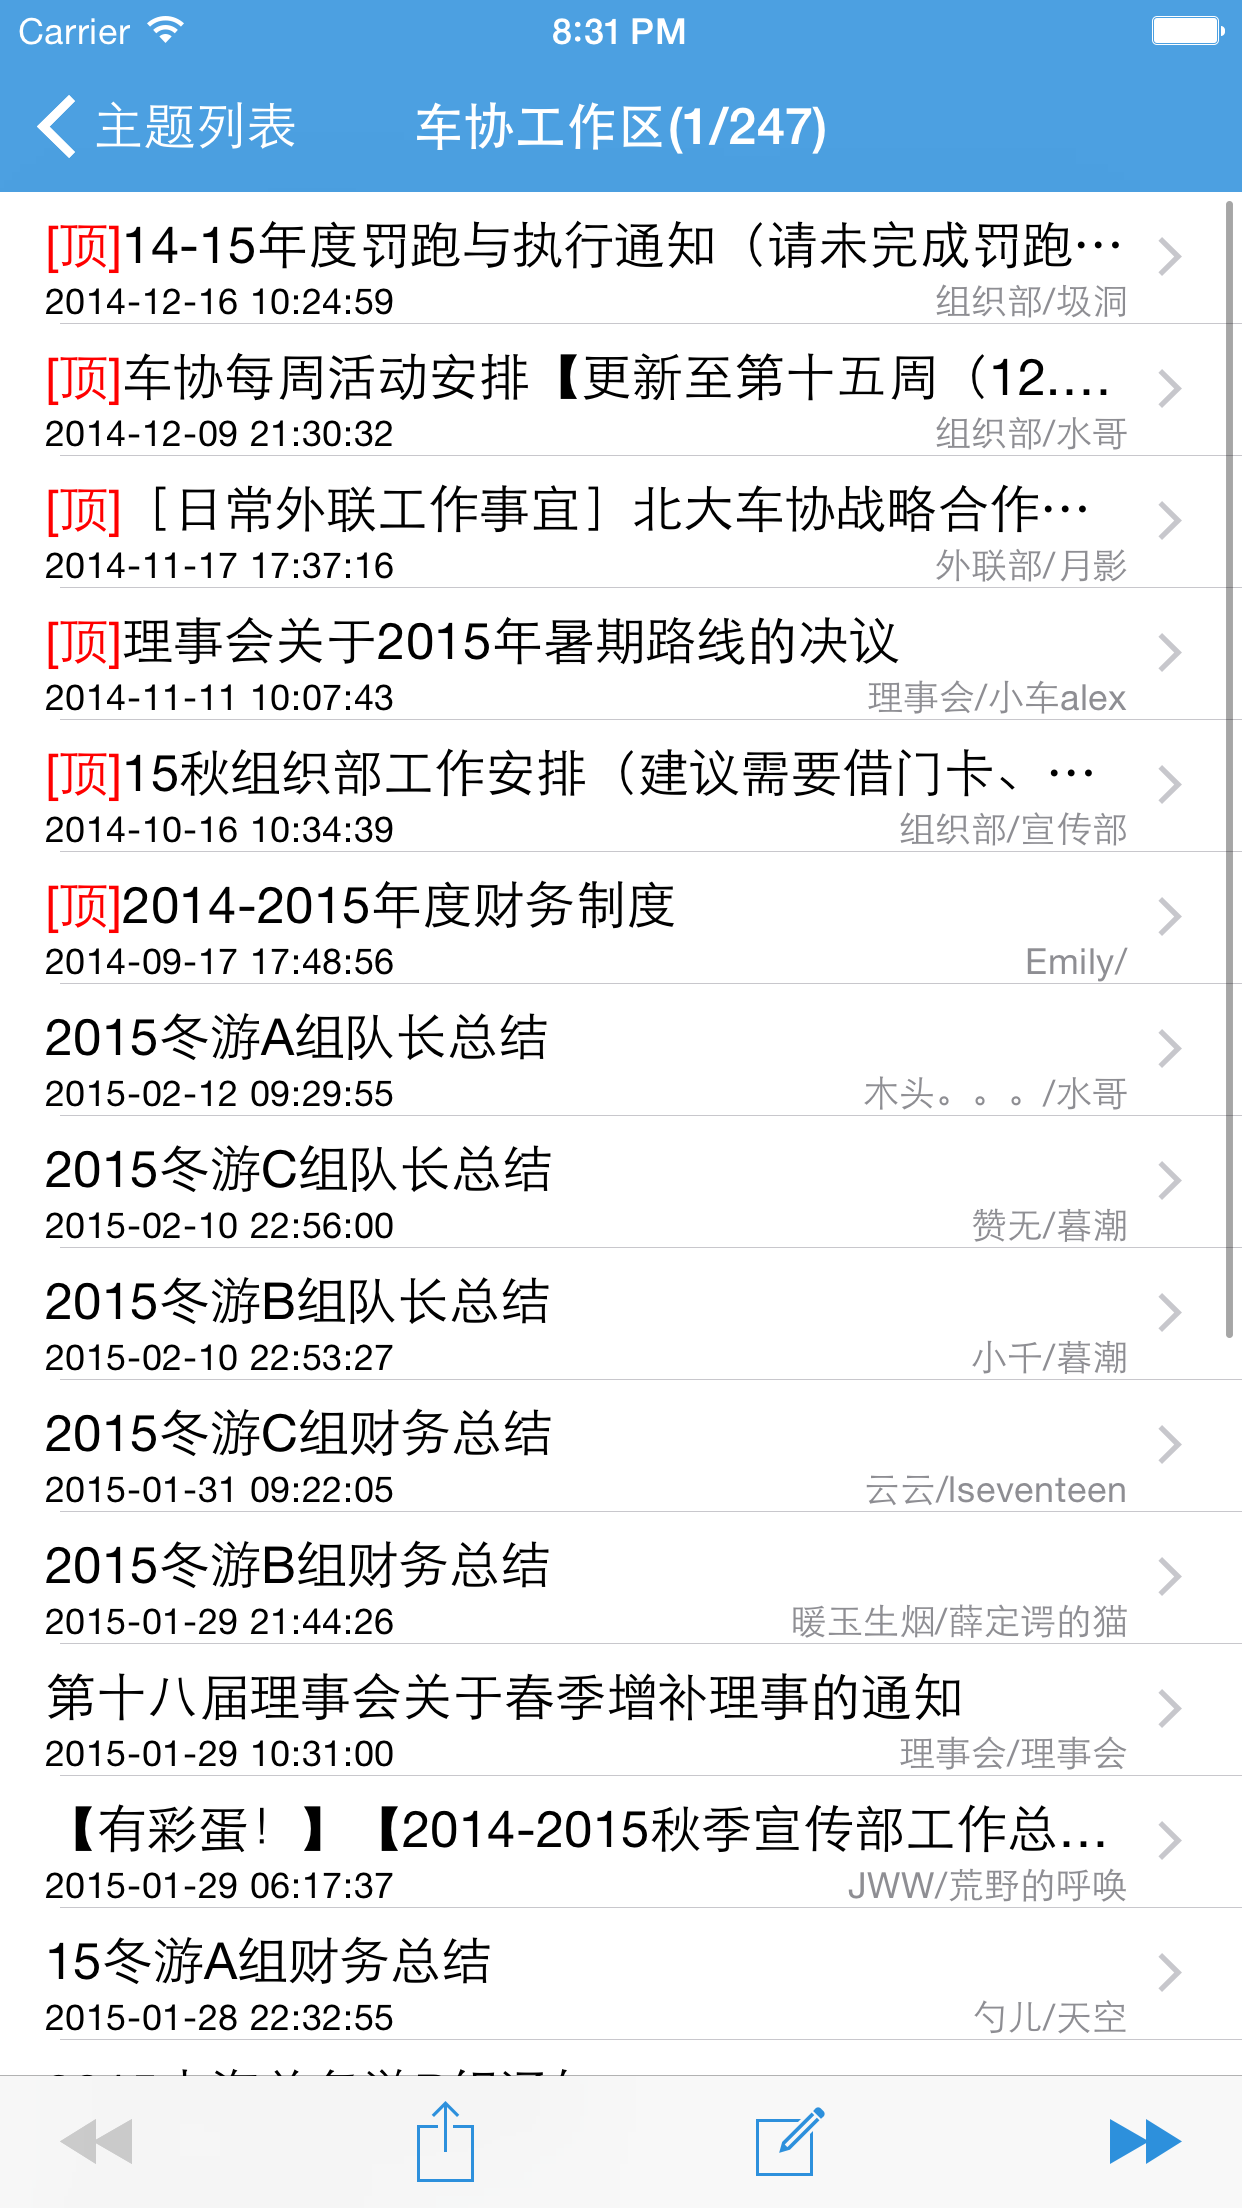 Carrier 8:31 PM
主题列表 车协工作区(1/247)
[顶]14-15年度罚跑与执行通知（请未完成罚跑…
2014-12-16 10:24:59 组织部/圾洞
[顶]车协每周活动安排【更新至第十五周（12....
2014-12-09 21:30:32 组织部/水哥
[顶]［日常外联工作事宜］北大车协战略合作…
2014-11-17 17:37:16 外联部/月影
[顶]理事会关于2015年暑期路线的决议
2014-11-11 10:07:43 理事会/小车alex
[顶]15秋组织部工作安排（建议需要借门卡、…
2014-10-16 10:34:39 组织部/宣传部
[顶]2014-2015年度财务制度
2014-09-17 17:48:56 Emily/
2015冬游A组队长总结
2015-02-12 09:29:55 木头。。。/水哥
2015冬游C组队长总结
2015-02-10 22:56:00 赞无/暮潮
2015冬游B组队长总结
2015-02-10 22:53:27 小千/暮潮
2015冬游C组财务总结
2015-01-31 09:22:05 云云/lseventeen
2015冬游B组财务总结
2015-01-29 21:44:26 暖玉生烟/薛定谔的猫
第十八届理事会关于春季增补理事的通知
2015-01-29 10:31:00 理事会/理事会
【有彩蛋！】【2014-2015秋季宣传部工作总...
2015-01-29 06:17:37 JWW/荒野的呼唤
15冬游A组财务总结
2015-01-28 22:32:55 勺儿/天空